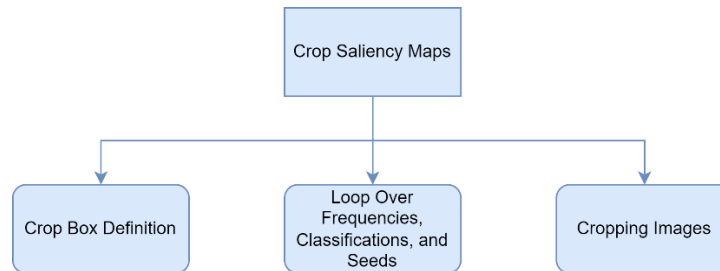 Crop Saliency Maps
Crop Box Definition
Loop Over
Frequencies,
Classifications, and
Seeds
Cropping Images